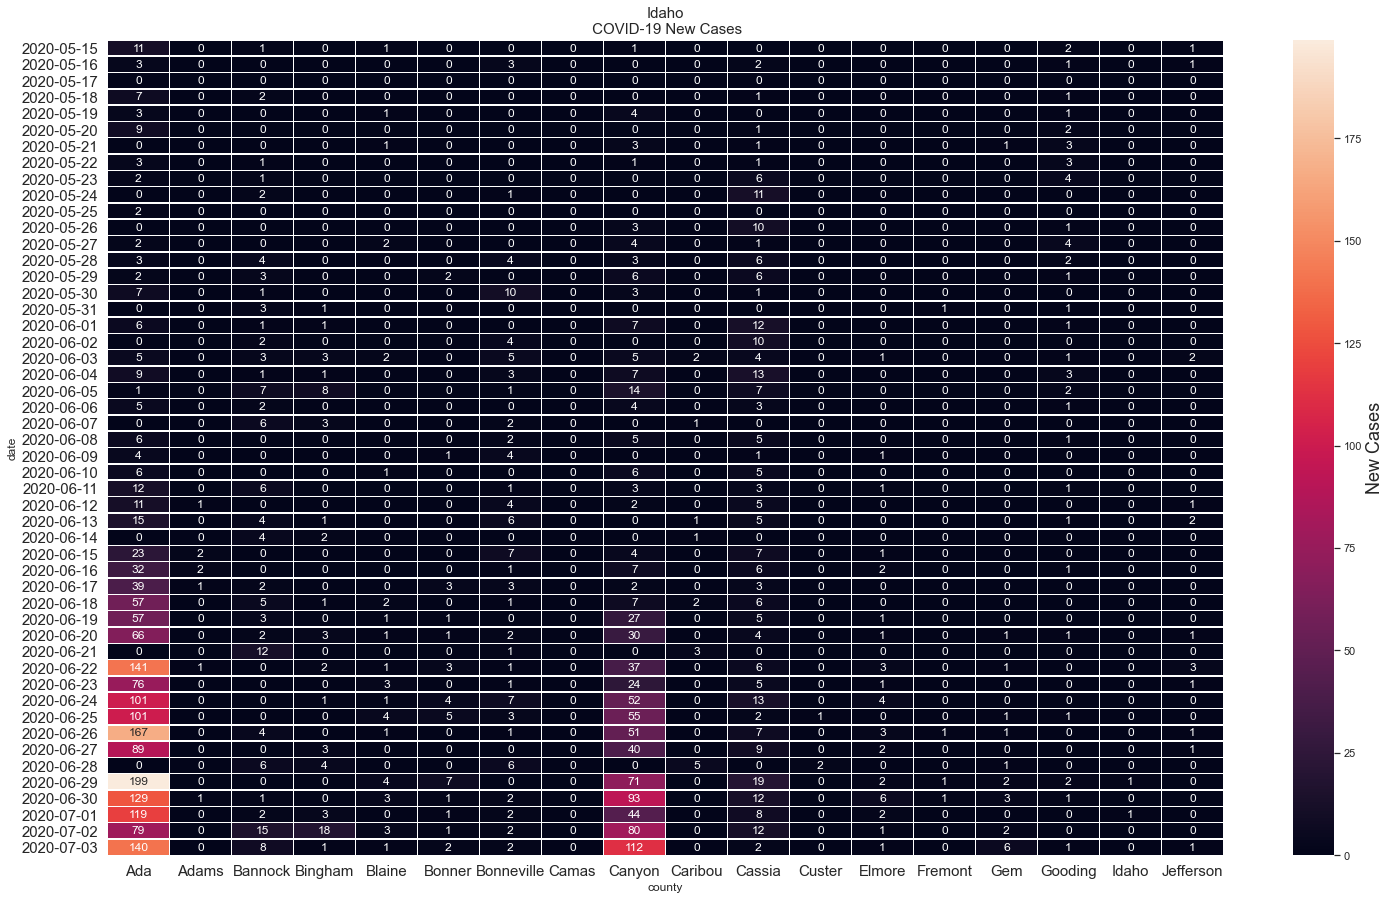 Idaho
COVID-19 New Cases
2020-05-15 11 0 1 0 1 0 0 0 1 0 0 0 0 0 0 2 0 1
2020-05-16 3 0 0 0 0 0 3 0 0 0 2 0 0 0 0 1 0 1
2020-05-17 0 0 0 0 0 0 0 0 0 0 0 0 0 0 0 0 0 0
2020-05-18 7 0 2 0 0 0 0 0 0 0 1 0 0 0 0 1 0 0
2020-05-19 3 0 0 0 1 0 0 0 4 0 0 0 0 0 0 1 0 0
2020-05-20 9 0 0 0 0 0 0 0 0 0 1 0 0 0 0 2 0 0
2020-05-21 0 0 0 0 1 0 0 0 3 0 1 0 0 0 1 3 0 0
2020-05-22 3 0 1 0 0 0 0 0 1 0 1 0 0 0 0 3 0 0
2020-05-23 2 0 1 0 0 0 0 0 0 0 6 0 0 0 0 4 0 0
2020-05-24 0 0 2 0 0 0 1 0 0 0 11 0 0 0 0 0 0 0
2020-05-25 2 0 0 0 0 0 0 0 0 0 0 0 0 0 0 0 0 0
2020-05-26 0 0 0 0 0 0 0 0 3 0 10 0 0 0 0 1 0 0
2020-05-27 2 0 0 0 2 0 0 0 4 0 1 0 0 0 0 4 0 0
2020-05-28 3 0 4 0 0 0 4 0 3 0 6 0 0 0 0 2 0 0
2020-05-29 2 0 3 0 0 2 0 0 6 0 6 0 0 0 0 1 0 0
2020-05-30 7 0 1 0 0 0 10 0 3 0 1 0 0 0 0 0 0 0
2020-05-31 0 0 3 1 0 0 0 0 0 0 0 0 0 1 0 1 0 0
2020-06-01 6 0 1 1 0 0 0 0 7 0 12 0 0 0 0 1 0 0
2020-06-02 0 0 2 0 0 0 4 0 0 0 10 0 0 0 0 0 0 0
2020-06-03 5 0 3 3 2 0 5 0 5 2 4 0 1 0 0 1 0 2
2020-06-04 9 0 1 1 0 0 3 0 7 0 13 0 0 0 0 3 0 0
2020-06-05 1 0 7 8 0 0 1 0 14 0 7 0 0 0 0 2 0 0
2020-06-06 5 0 2 0 0 0 0 0 4 0 3 0 0 0 0 1 0 0
2020-06-07 0 0 6 3 0 0 2 0 0 1 0 0 0 0 0 0 0 0
2020-06-08 6 0 0 0 0 0 2 0 5 0 5 0 0 0 0 1 0 0
2020-06-09 4 0 0 0 0 1 4 0 0 0 1 0 1 0 0 0 0 0
2020-06-10 6 0 0 0 1 0 0 0 6 0 5 0 0 0 0 0 0 0
2020-06-11 12 0 6 0 0 0 1 0 3 0 3 0 1 0 0 1 0 0
2020-06-12 11 1 0 0 0 0 4 0 2 0 5 0 0 0 0 0 0 1
2020-06-13 15 0 4 1 0 0 6 0 0 1 5 0 0 0 0 1 0 2
2020-06-14 0 0 4 2 0 0 0 0 0 1 0 0 0 0 0 0 0 0
2020-06-15 23 2 0 0 0 0 7 0 4 0 7 0 1 0 0 0 0 0
2020-06-16 32 2 0 0 0 0 1 0 7 0 6 0 2 0 0 1 0 0
2020-06-17 39 1 2 0 0 3 3 0 2 0 3 0 0 0 0 0 0 0
2020-06-18 57 0 5 1 2 0 1 0 7 2 6 0 0 0 0 0 0 0
2020-06-19 57 0 3 0 1 1 0 0 27 0 5 0 1 0 0 0 0 0
2020-06-20 66 0 2 3 1 1 2 0 30 0 4 0 1 0 1 1 0 1
2020-06-21 0 0 12 0 0 0 1 0 0 3 0 0 0 0 0 0 0 0
2020-06-22 141 1 0 2 1 3 1 0 37 0 6 0 3 0 1 0 0 3
2020-06-23 76 0 0 0 3 0 1 0 24 0 5 0 1 0 0 0 0 1
2020-06-24 101 0 0 1 1 4 7 0 52 0 13 0 4 0 0 0 0 0
2020-06-25 101 0 0 0 4 5 3 0 55 0 2 1 0 0 1 1 0 0
2020-06-26 167 0 4 0 1 0 1 0 51 0 7 0 3 1 1 0 0 1
2020-06-27 89 0 0 3 0 0 0 0 40 0 9 0 2 0 0 0 0 1
2020-06-28 0 0 6 4 0 0 6 0 0 5 0 2 0 0 1 0 0 0
2020-06-29 199 0 0 0 4 7 0 0 71 0 19 0 2 1 2 2 1 0
2020-06-30 129 1 1 0 3 1 2 0 93 0 12 0 6 1 3 1 0 0
2020-07-01 119 0 2 3 0 1 2 0 44 0 8 0 2 0 0 0 1 0
2020-07-02 79 0 15 18 3 1 2 0 80 0 12 0 1 0 2 0 0 0
2020-07-03 140 0 8 1 1 2 2 0 112 0 2 0 1 0 6 1 0 1
Ada Adams Bannock Bingham Blaine Bonner Bonneville Camas Canyon Caribou Cassia Custer Elmore Fremont Gem Gooding Idaho Jefferson
county
date
175
150
125
100
75
50
25
0
New Cases